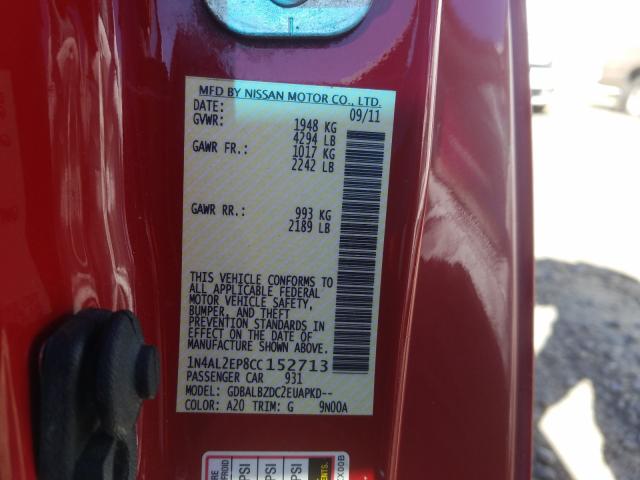 MFD BY NISSAN MOTOR CO., LTD.
DATE: 09/11
GVWR: 1948 KG
4294 LB
GAWR FR.: 1017 KG
2242 LB
GAWR RR.: 993 KG
2189 LB
THIS VEHICLE CONFORMS TO
ALL APPLICABLE FEDERAL
MOTOR VEHICLE SAFETY,
BUMPER, AND THEFT
PREVENTION STANDARDS IN
EFFECT ON THE DATE OF
MANUFACTURE SHOWN ABOVE.
1N4AL2EP8CC152713
PASSENGER CAR 931
MODEL: GDBALBZDC2EUAPKD--
COLOR: A20 TRIM: G 9N00A
PSI
PSI
PSI